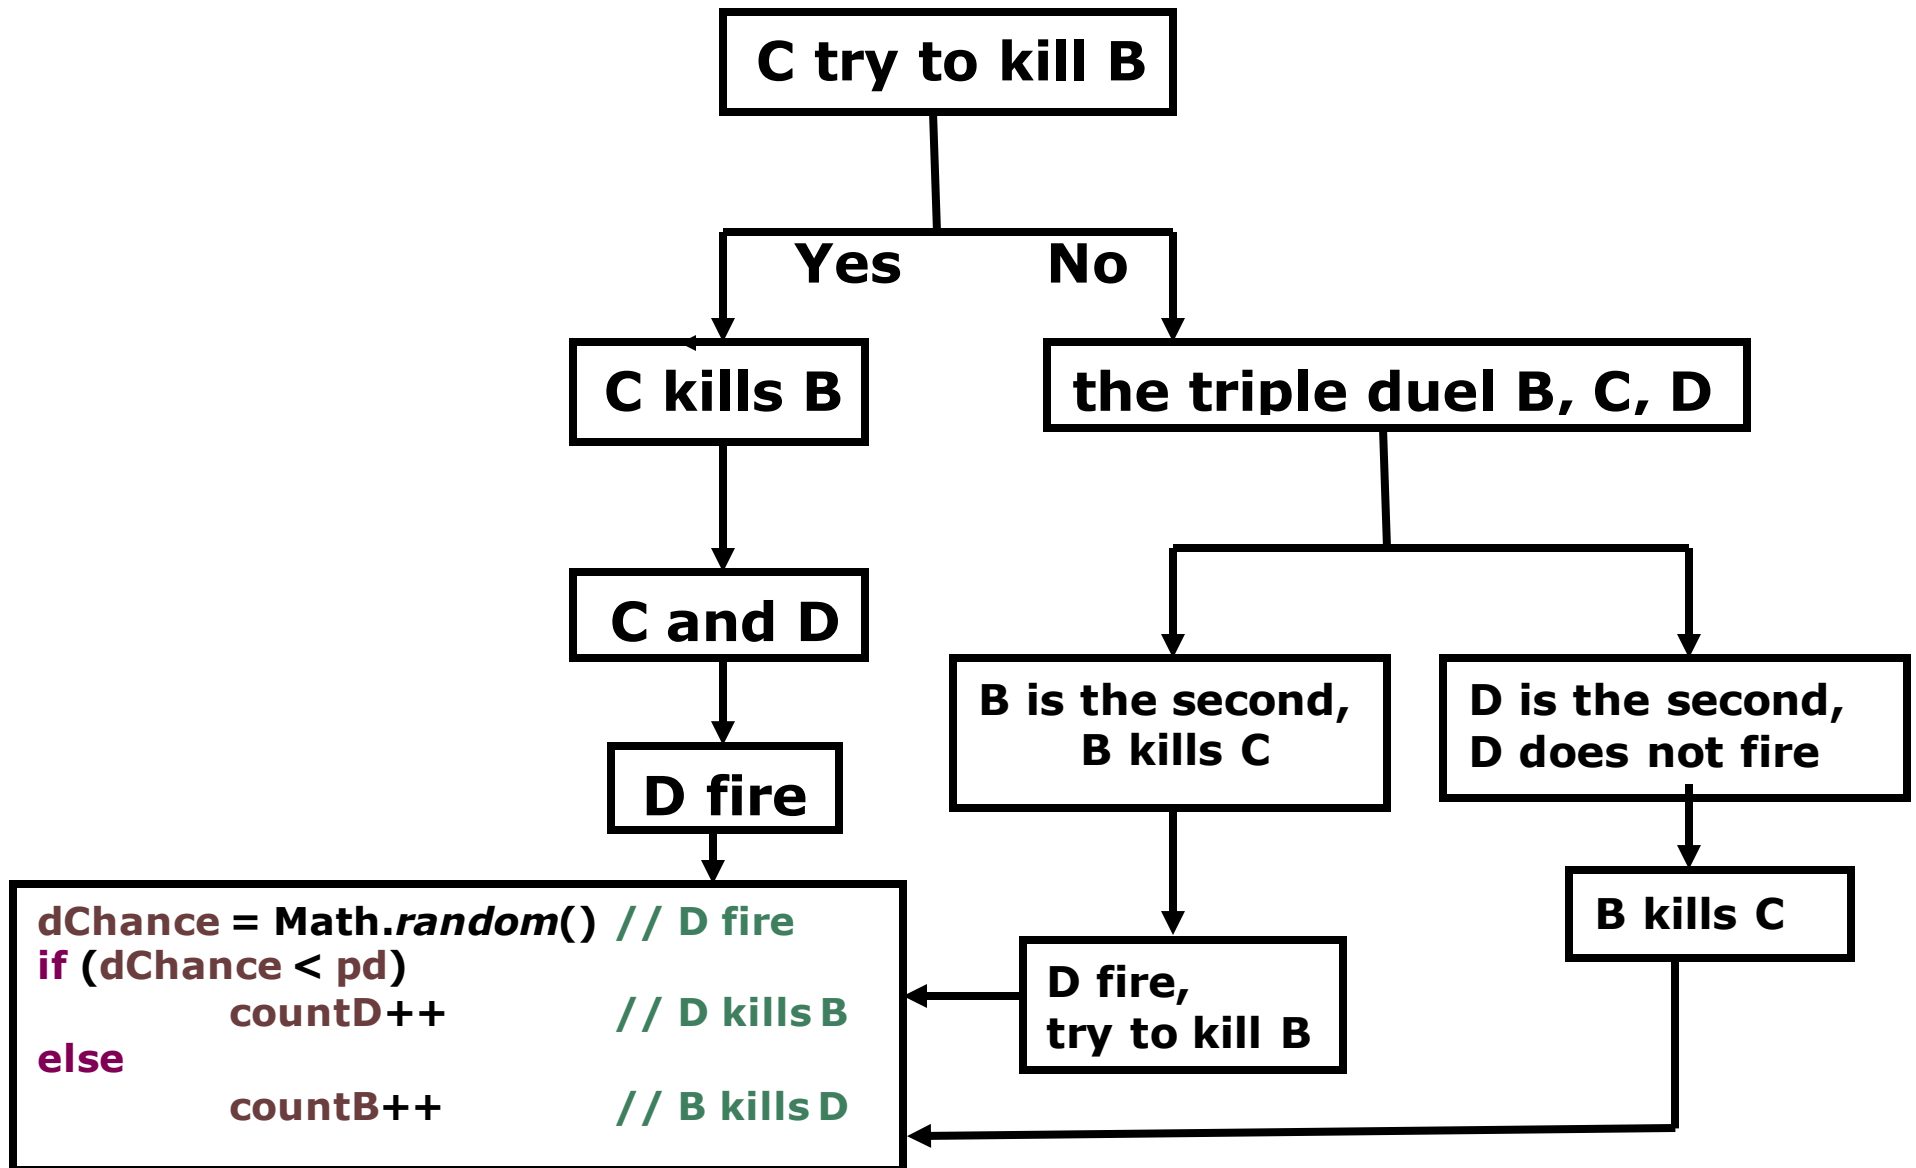 C try to kill B
Yes No
C kills B
the triple duel B, C, D
C and D
B is the second,
B kills C
D is the second,
D does not fire
D fire
B kills C
D fire,
try to kill B
dChance = Math.random() // D fire
if (dChance < pd)
countD++ // D kills B
else
countB++ // B kills D